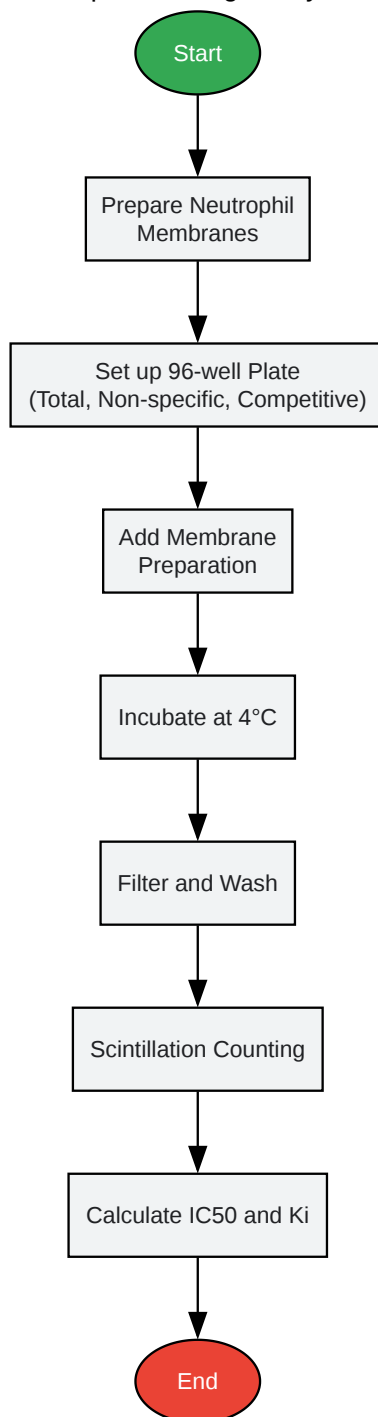 Start
Prepare Neutrophil
Membranes
Set up 96-well Plate
(Total, Non-specific, Competitive)
Add Membrane
Preparation
Incubate at 4°C
Filter and Wash
Scintillation Counting
Calculate IC50 and Ki
End